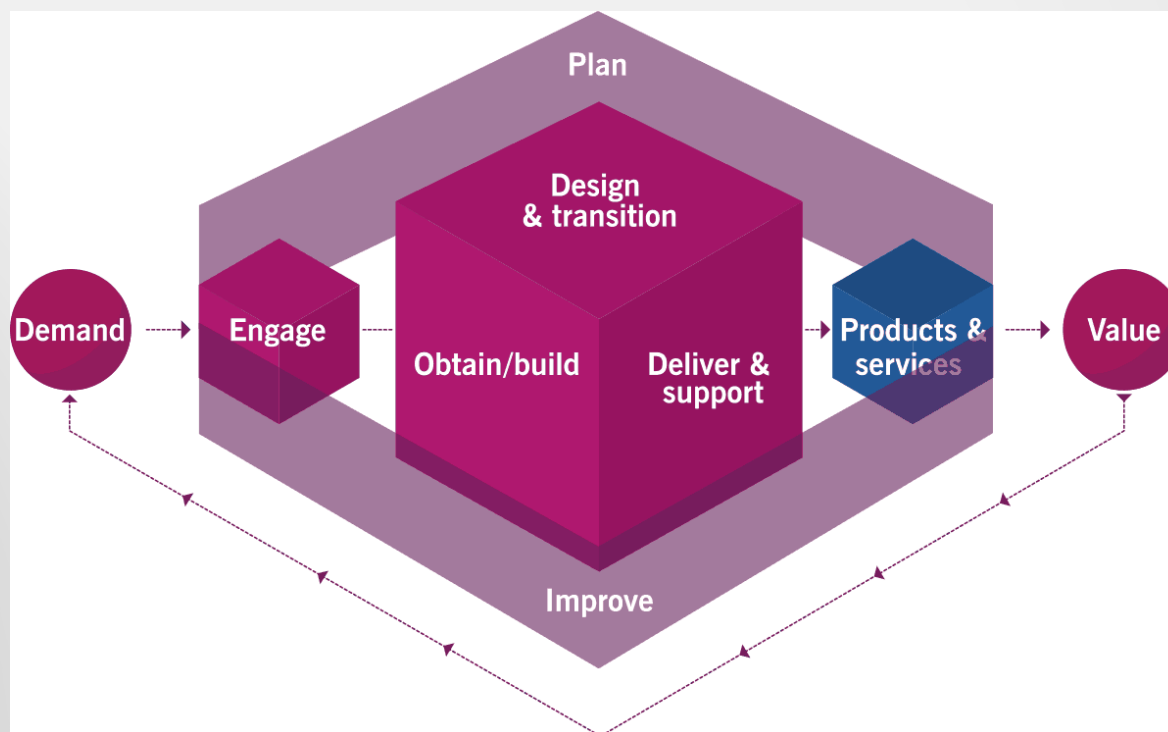 Plan
Design
& transition
Demand
Engage
Obtain/build
Deliver &
support
Products &
services
Value
Improve